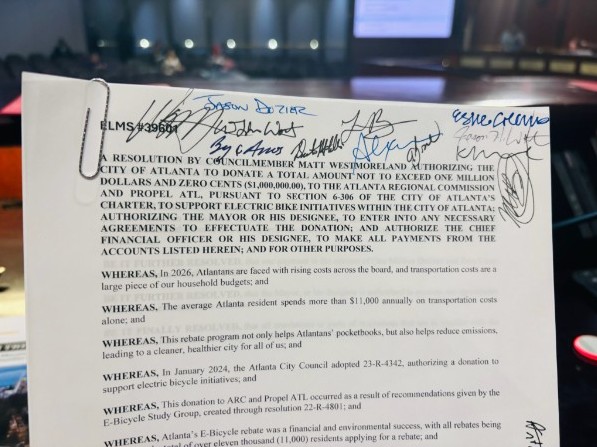 JASON DOZIER
ELMS #39601
A RESOLUTION BY COUNCILMEMBER MATT WESTMORELAND AUTHORIZING THE
CITY OF ATLANTA TO DONATE A TOTAL AMOUNT NOT TO EXCEED ONE MILLION
DOLLARS AND ZERO CENTS ($1,000,000.00), TO THE ATLANTA REGIONAL COMMISSION
AND PROPEL ATL, PURSUANT TO SECTION 6-306 OF THE CITY OF ATLANTA'S
CHARTER, TO SUPPORT ELECTRIC BIKE INITIATIVES WITHIN THE CITY OF ATLANTA;
AUTHORIZING THE MAYOR OR HIS DESIGNEE, TO ENTER INTO ANY NECESSARY
AGREEMENTS TO EFFECTUATE THE DONATION; AND AUTHORIZE THE CHIEF
FINANCIAL OFFICER OR HIS DESIGNEE, TO MAKE ALL PAYMENTS FROM THE
ACCOUNTS LISTED HEREIN; AND FOR OTHER PURPOSES.
WHEREAS, In 2026, Atlantans are faced with rising costs across the board, and transportation costs are a
large piece of our household budgets; and
WHEREAS, The average Atlanta resident spends more than $11,000 annually on transportation costs
alone; and
WHEREAS, This rebate program not only helps Atlantans' pocketbooks, but also helps reduce emissions,
leading to a cleaner, healthier city for all of us; and
WHEREAS, In January 2024, the Atlanta City Council adopted 23-R-4342, authorizing a donation to
support electric bicycle initiatives; and
WHEREAS, This donation to ARC and Propel ATL occurred as a result of recommendations given by the
E-Bicycle Study Group, created through resolution 22-R-4801; and
WHEREAS, Atlanta's E-Bicycle rebate was a financial and environmental success, with all rebates being
total of over eleven thousand (11,000) residents applying for a rebate;